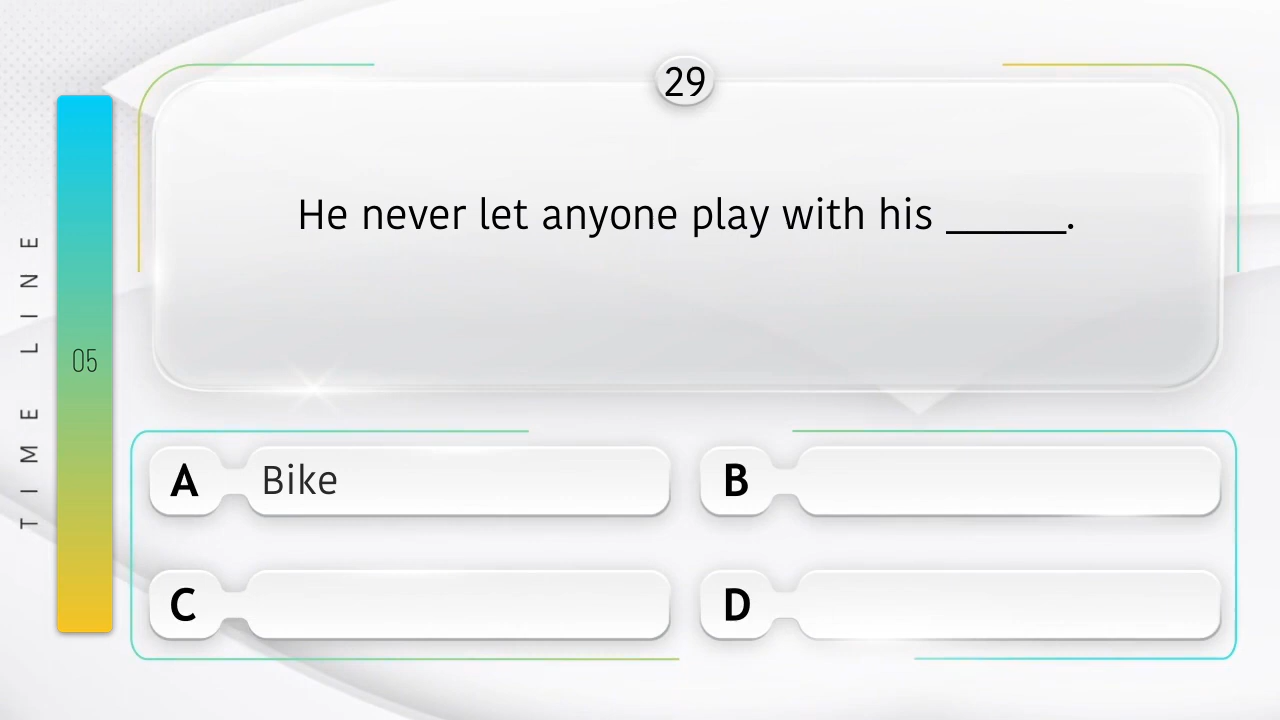 29
He never let anyone play with his ______.
TIME LINE
05
A Bike
B
C
D